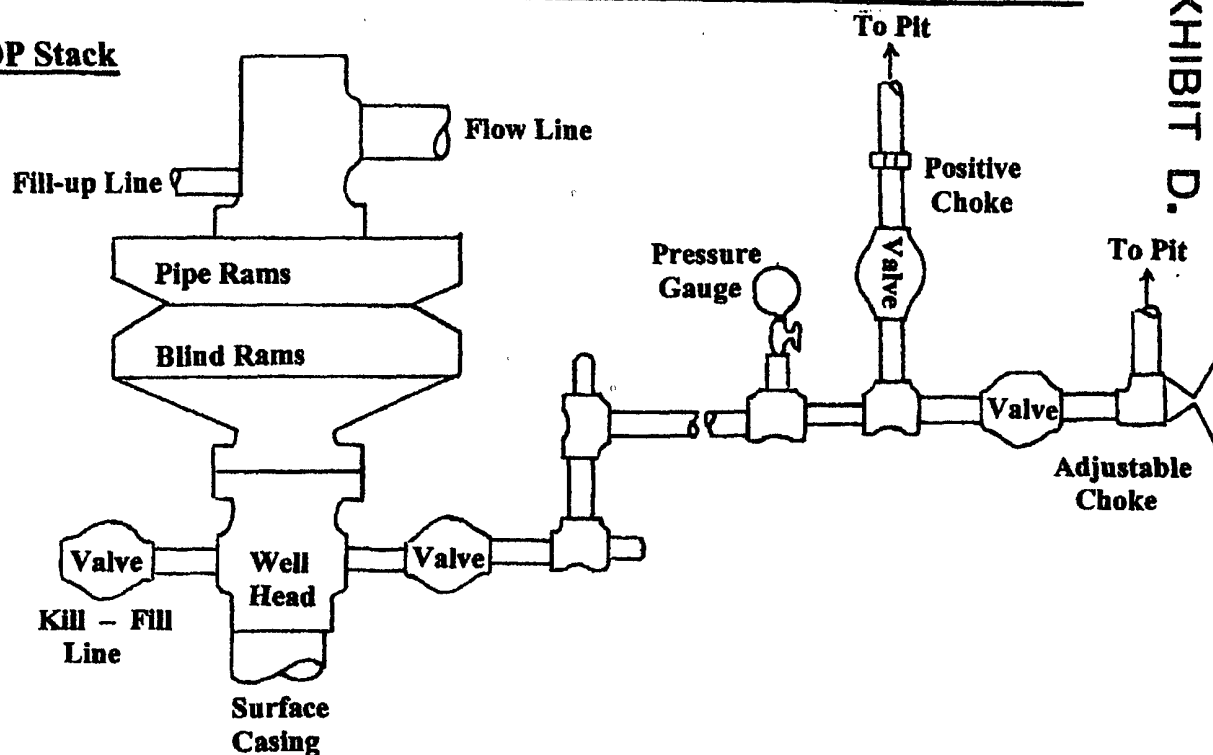 To Pit
OP Stack
Flow Line
Fill-up Line
Positive
Choke
EXHIBIT D.
Pipe Rams
Pressure
Gauge
Valve
To Pit
Blind Rams
Valve
Adjustable
Choke
Valve
Well
Head
Valve
Kill – Fill
Line
Surface
Casing